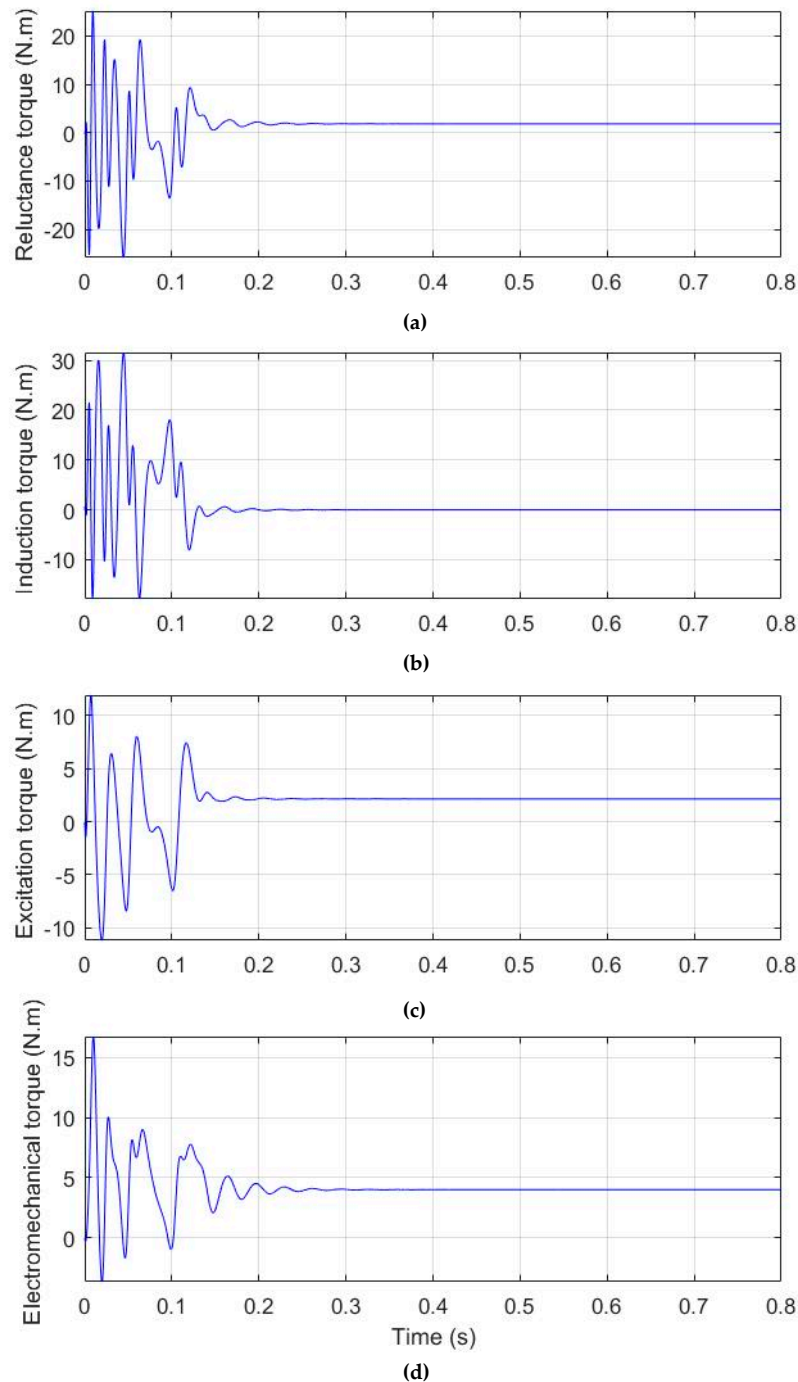 Reluctance torque (N.m)
20
10
0
-10
-20
0 0.1 0.2 0.3 0.4 0.5 0.6 0.7 0.8
(a)
Induction torque (N.m)
30
20
10
0
-10
0 0.1 0.2 0.3 0.4 0.5 0.6 0.7 0.8
(b)
Excitation torque (N.m)
10
5
0
-5
-10
0 0.1 0.2 0.3 0.4 0.5 0.6 0.7 0.8
(c)
Electromechanical torque (N.m)
15
10
5
0
0 0.1 0.2 0.3 0.4 0.5 0.6 0.7 0.8
Time (s)
(d)